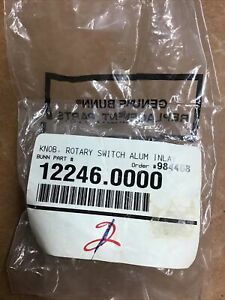 GENUINE BUNN®
REPLACEMENT PARTS
KNOB, ROTARY SWITCH ALUM INLA
BUNN PART # Order #984408
12246.0000
2